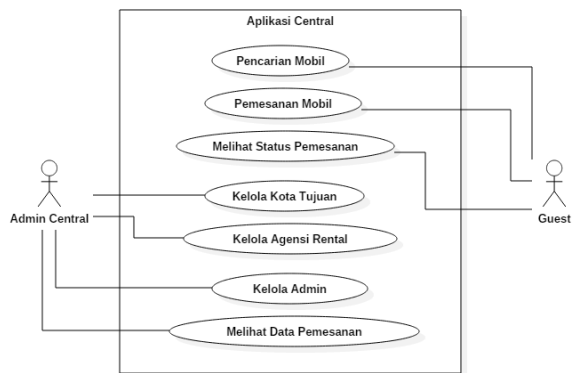 Aplikasi Central
Pencarian Mobil
Pemesanan Mobil
Melihat Status Pemesanan
Kelola Kota Tujuan
Admin Central
Guest
Kelola Agensi Rental
Kelola Admin
Melihat Data Pemesanan